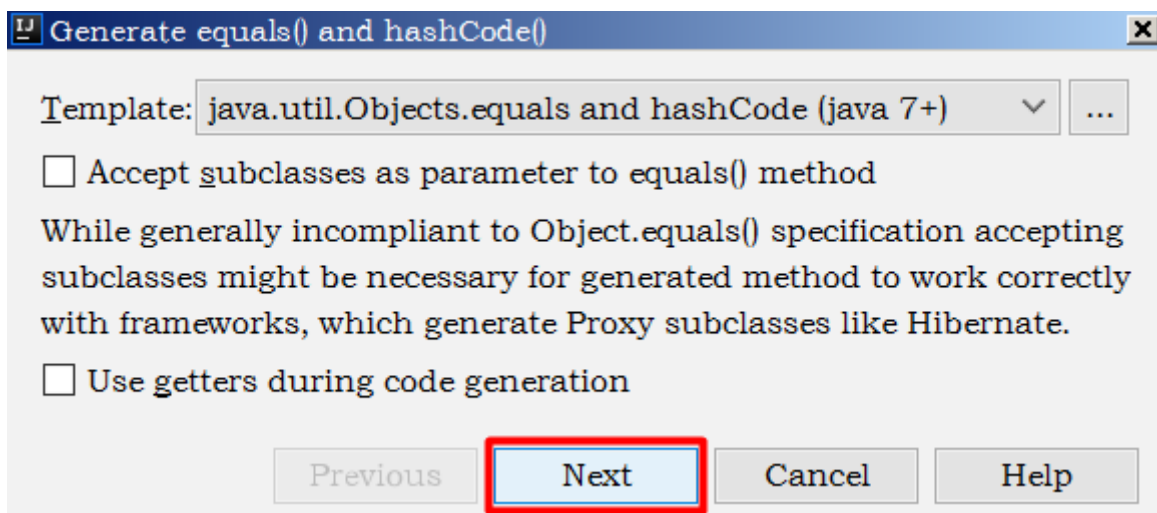 IJ Generate equals() and hashCode()
Template: java.util.Objects.equals and hashCode (java 7+) ...
Accept subclasses as parameter to equals() method
While generally incompliant to Object.equals() specification accepting
subclasses might be necessary for generated method to work correctly
with frameworks, which generate Proxy subclasses like Hibernate.
Use getters during code generation
Previous Next Cancel Help